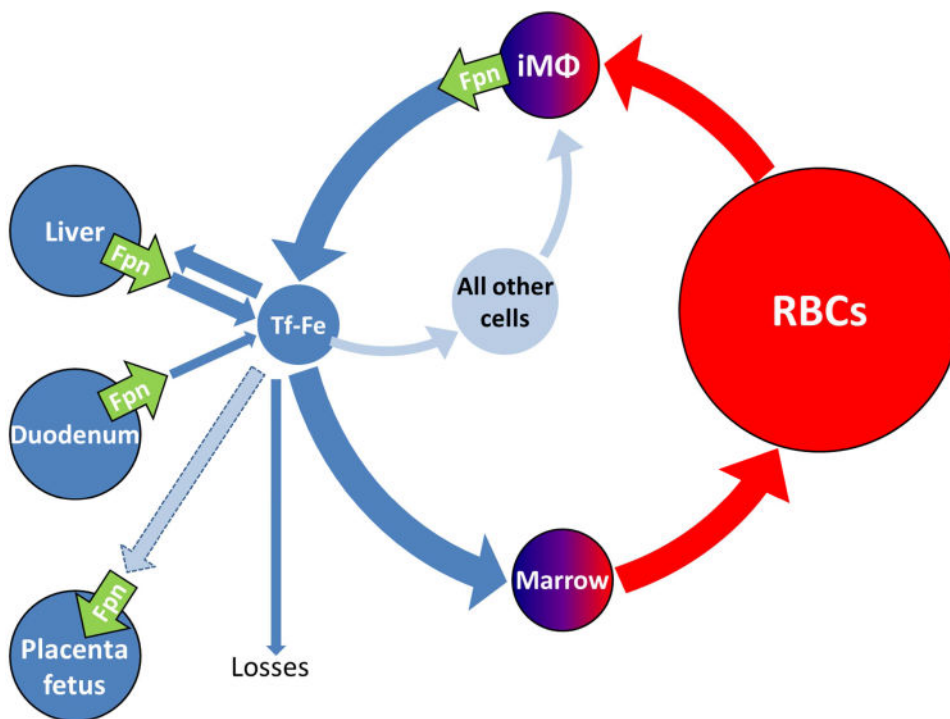 iMΦ
Fpn
Liver
Fpn
All other
cells
RBCs
Tf-Fe
Fpn
Duodenum
Marrow
Fpn
Placenta
fetus
Losses